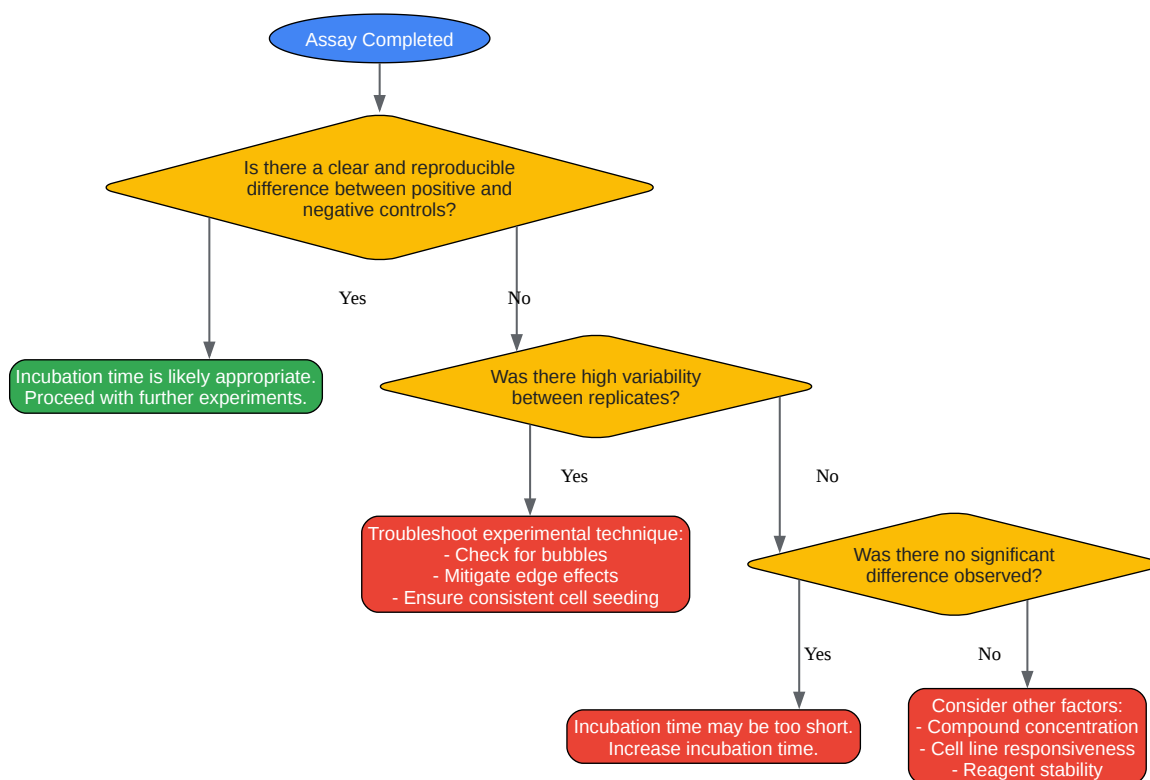 Assay Completed
Is there a clear and reproducible
difference between positive and
negative controls?
Yes
No
Incubation time is likely appropriate.
Proceed with further experiments.
Was there high variability
between replicates?
Yes
No
Troubleshoot experimental technique:
- Check for bubbles
- Mitigate edge effects
- Ensure consistent cell seeding
Was there no significant
difference observed?
Yes
No
Incubation time may be too short.
Increase incubation time.
Consider other factors:
- Compound concentration
- Cell line responsiveness
- Reagent stability